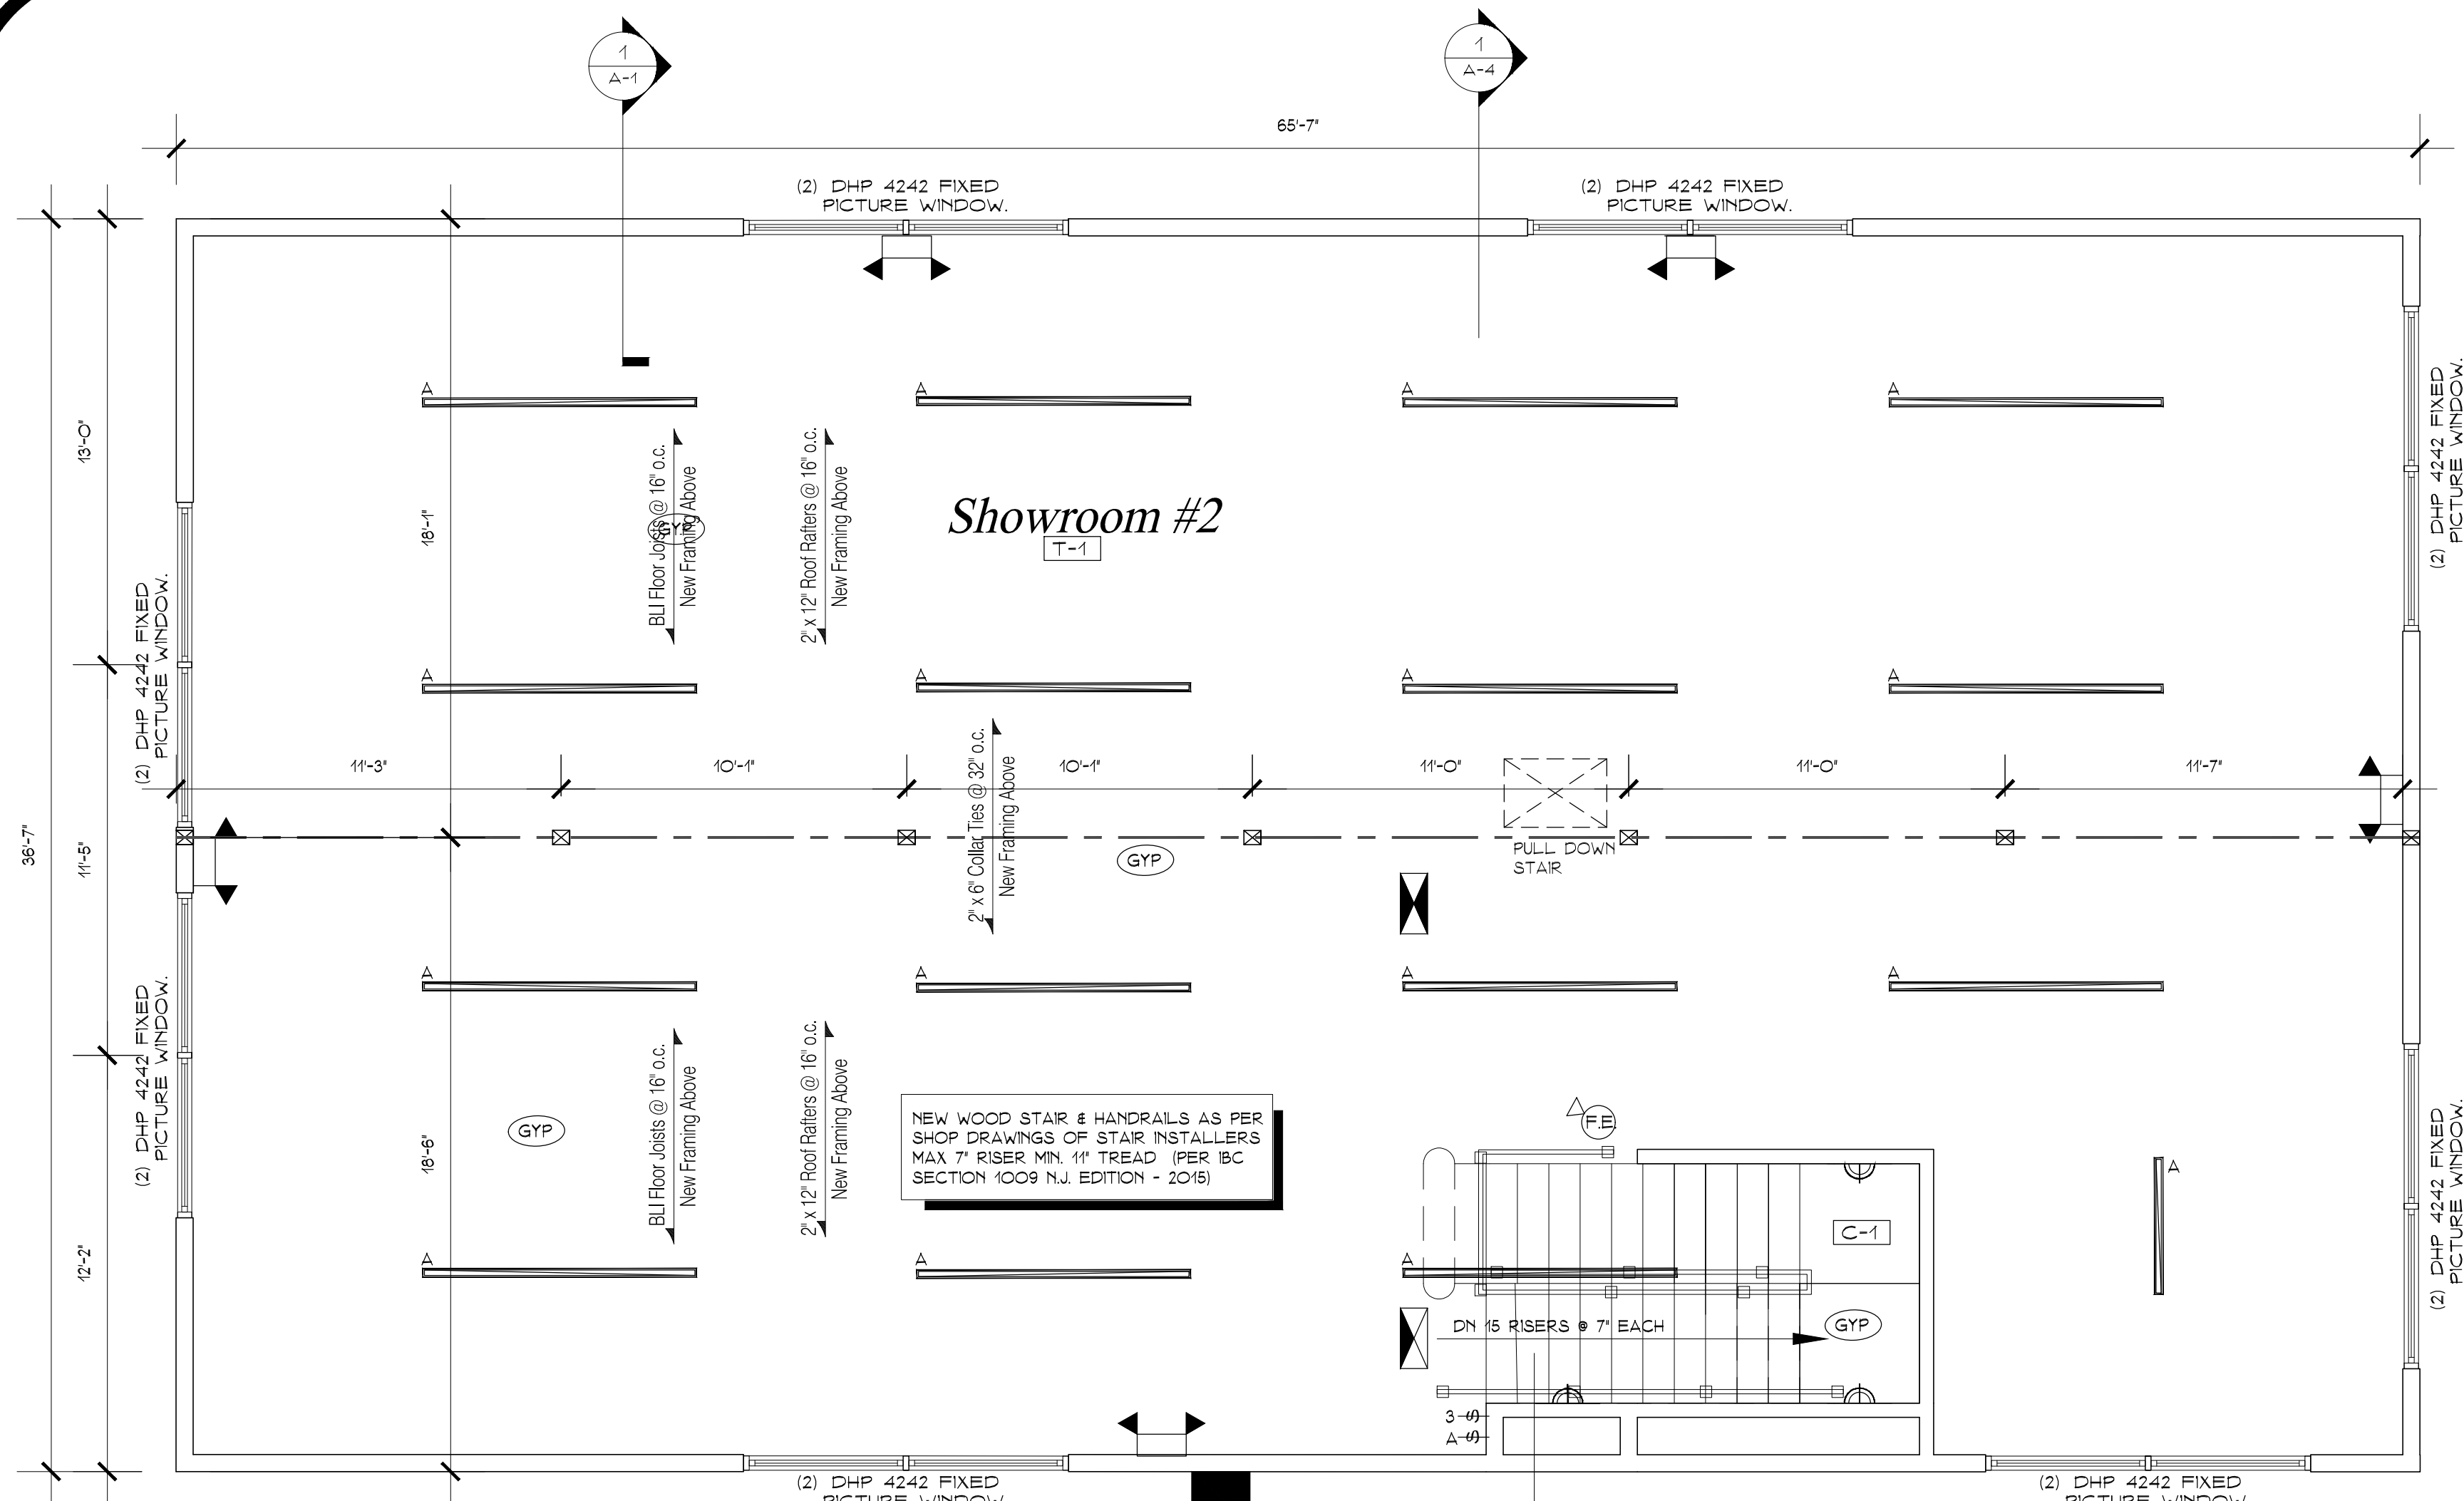 1
A-1
1
A-4
65'-7"
(2) DHP 4242 FIXED
PICTURE WINDOW.
(2) DHP 4242 FIXED
PICTURE WINDOW.
A
A
A
A
(2) DHP 4242 FIXED
PICTURE WINDOW.
13'-0"
18'-1"
BLI Floor Joists @ 16" o.c.
New Framing Above
GYP
2" x 12" Roof Rafters @ 16" o.c.
New Framing Above
Showroom #2
T-1
(2) DHP 4242 FIXED
PICTURE WINDOW.
A
A
A
A
11'-3"
10'-1"
10'-1"
11'-0"
11'-0"
11'-7"
2" x 6" Collar Ties @ 32" o.c.
New Framing Above
36'-7"
11'-5"
GYP
PULL DOWN
STAIR
A
A
A
A
(2) DHP 4242 FIXED
PICTURE WINDOW.
GYP
18'-6"
BLI Floor Joists @ 16" o.c.
New Framing Above
2" x 12" Roof Rafters @ 16" o.c.
New Framing Above
NEW WOOD STAIR & HANDRAILS AS PER
SHOP DRAWINGS OF STAIR INSTALLERS
MAX 7" RISER MIN. 11" TREAD (PER IBC
SECTION 1009 N.J. EDITION - 2015)
F.E.
A
C-1
(2) DHP 4242 FIXED
PICTURE WINDOW.
12'-2"
A
A
A
DN 15 RISERS @ 7" EACH
GYP
3 S
A S
(2) DHP 4242 FIXED
PICTURE WINDOW
(2) DHP 4242 FIXED
PICTURE WINDOW